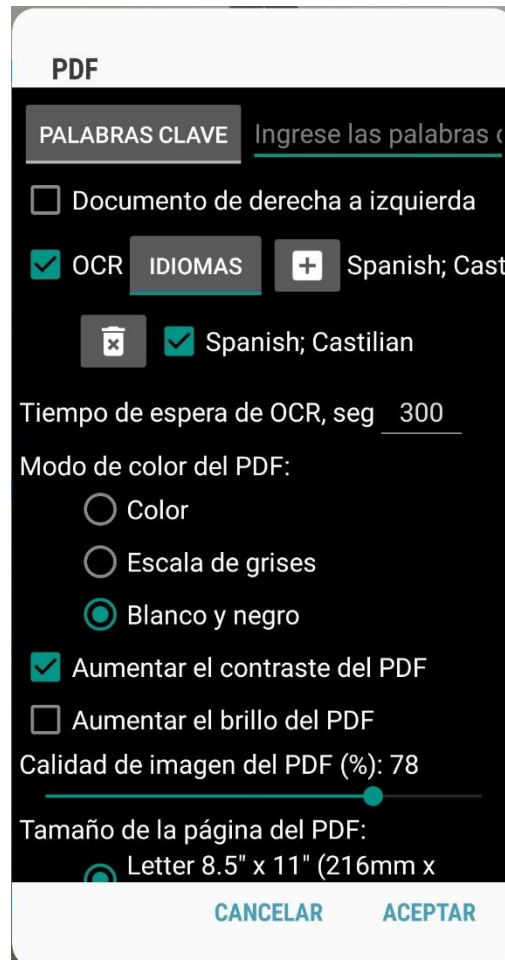 PDF
PALABRAS CLAVE Ingrese las palabras
Documento de derecha a izquierda
OCR IDIOMAS Spanish; Cast
Spanish; Castilian
Tiempo de espera de OCR, seg 300
Modo de color del PDF:
Color
Escala de grises
Blanco y negro
Aumentar el contraste del PDF
Aumentar el brillo del PDF
Calidad de imagen del PDF (%): 78
Tamaño de la página del PDF:
Letter 8.5" x 11" (216mm x
CANCELAR ACEPTAR